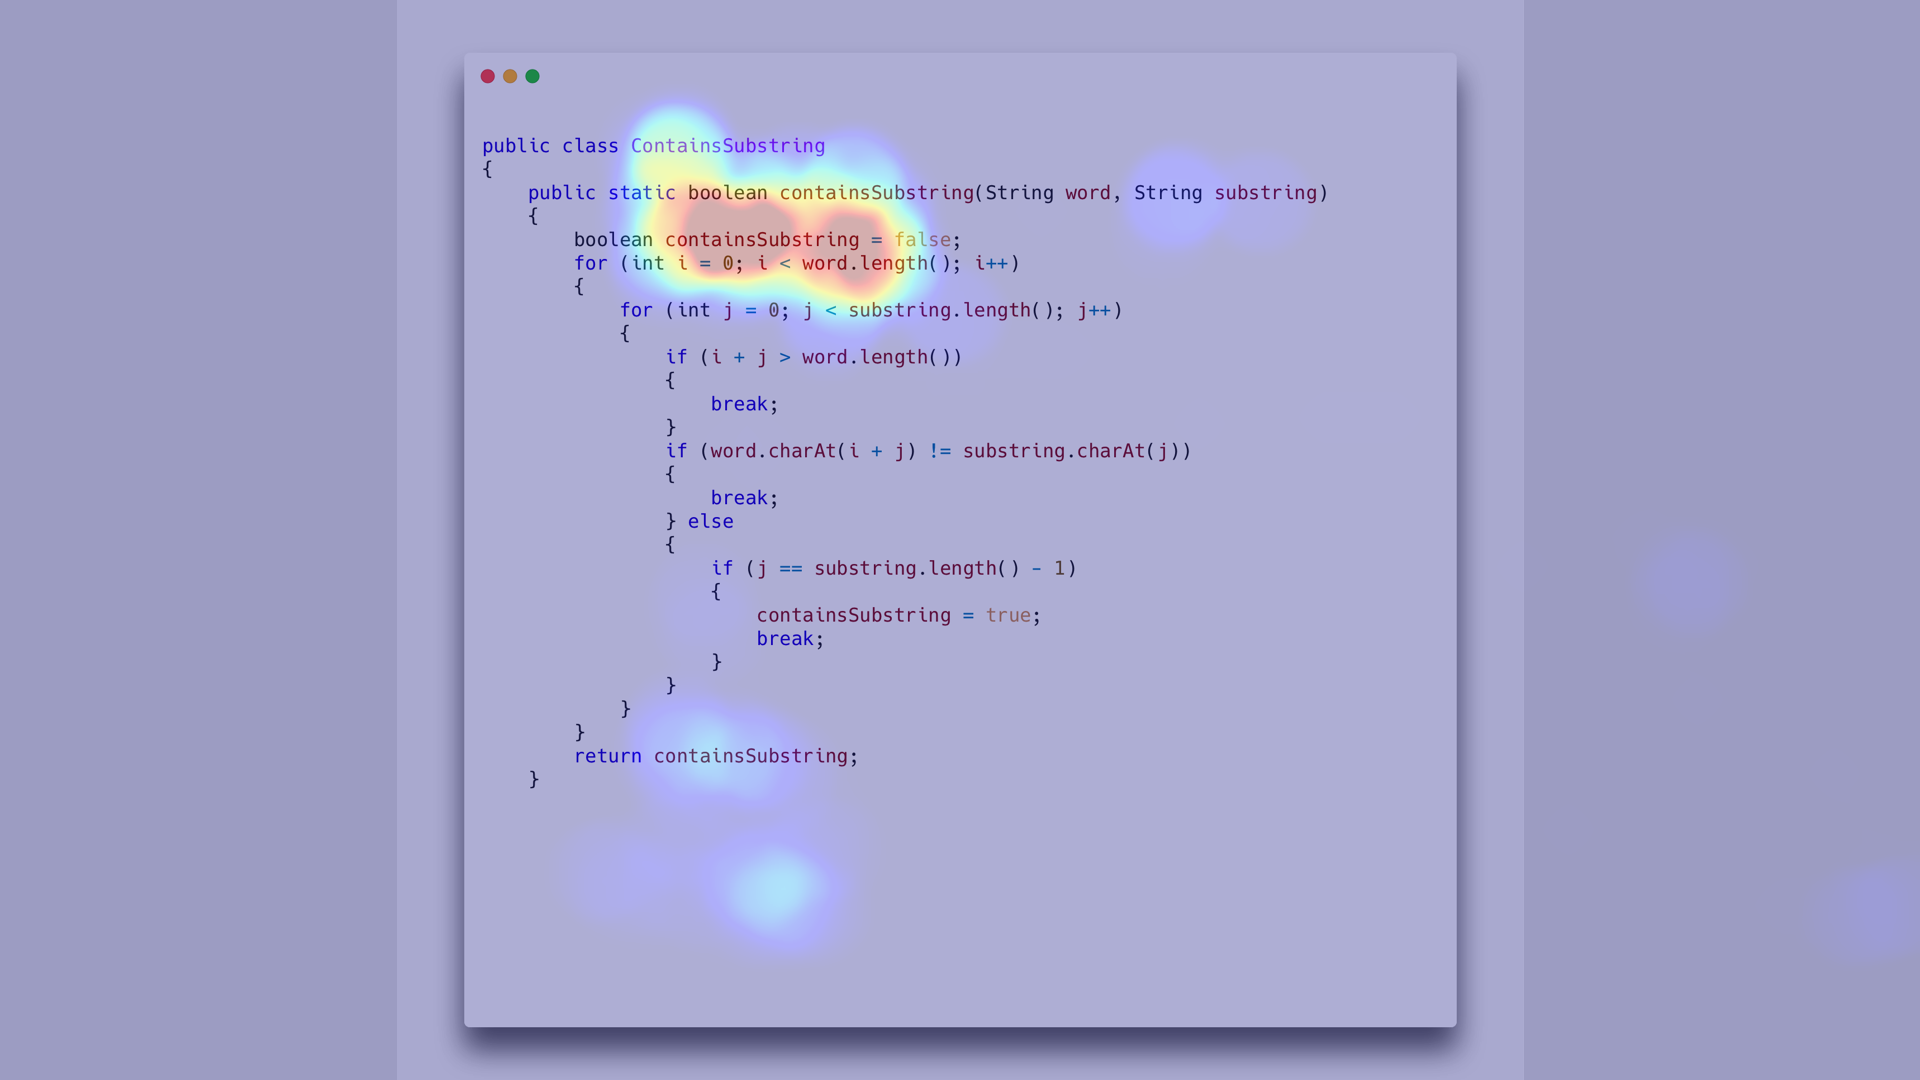 public class ContainsSubstring
{
    public static boolean containsSubstring(String word, String substring)
    {
        boolean containsSubstring = false;
        for (int i = 0; i < word.length(); i++)
        {
            for (int j = 0; j < substring.length(); j++)
            {
                if (i + j > word.length())
                {
                    break;
                }
                if (word.charAt(i + j) != substring.charAt(j))
                {
                    break;
                } else
                {
                    if (j == substring.length() - 1)
                    {
                        containsSubstring = true;
                        break;
                    }
                }
            }
        }
        return containsSubstring;
    }